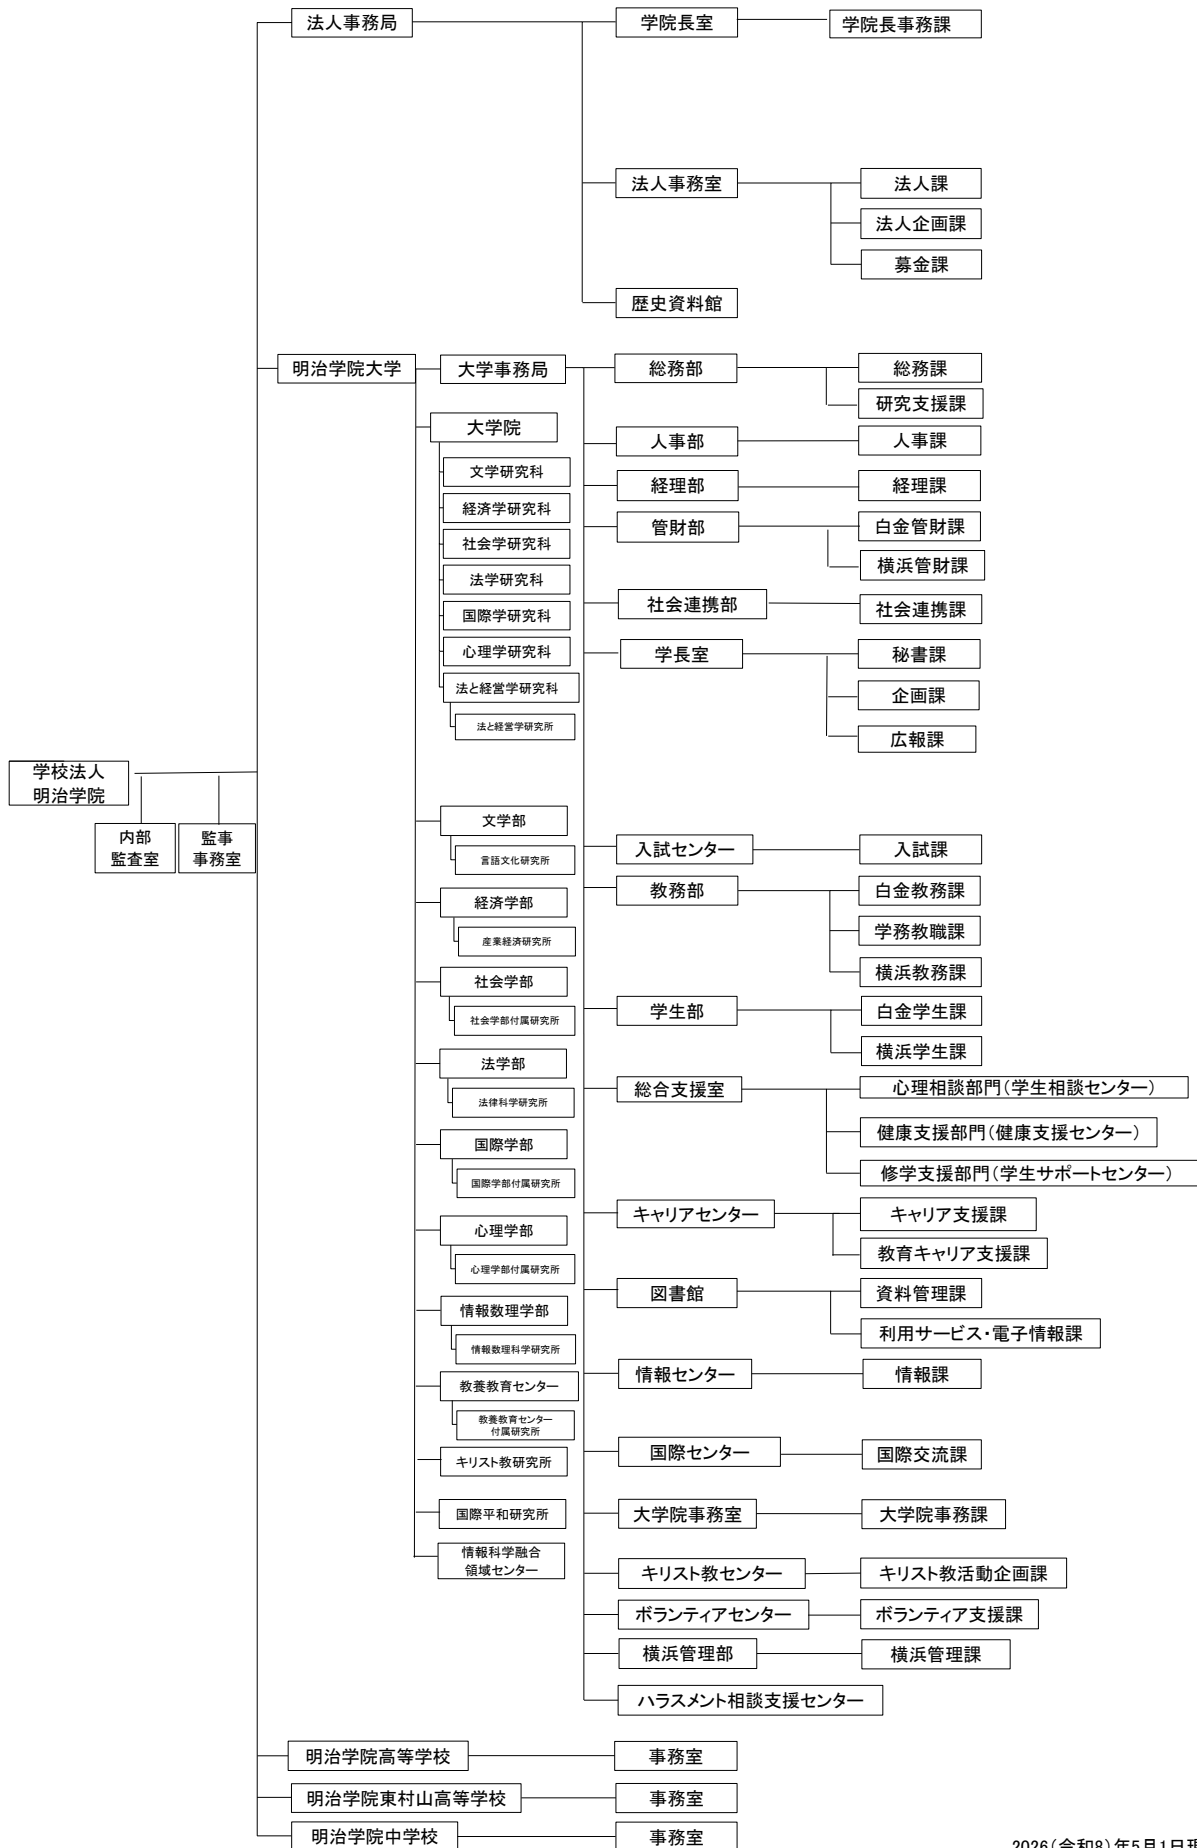 法人事務局
学院長室
学院長事務課
法人事務室
法人課
法人企画課
募金課
歴史資料館
明治学院大学
大学事務局
総務部
総務課
研究支援課
大学院
人事部
人事課
文学研究科
経理部
経理課
経済学研究科
管財部
白金管財課
社会学研究科
横浜管財課
法学研究科
社会連携部
社会連携課
国際学研究科
心理学研究科
学長室
秘書課
法と経営学研究科
企画課
法と経営学研究所
広報課
学校法人
明治学院
内部
監査室
監事
事務室
文学部
言語文化研究所
入試センター
入試課
経済学部
教務部
白金教務課
産業経済研究所
学務教職課
社会学部
横浜教務課
社会学部付属研究所
学生部
白金学生課
法学部
横浜学生課
法律科学研究所
総合支援室
心理相談部門(学生相談センター)
国際学部
健康支援部門(健康支援センター)
国際学部付属研究所
修学支援部門(学生サポートセンター)
心理学部
キャリアセンター
キャリア支援課
心理学部付属研究所
教育キャリア支援課
情報数理学部
図書館
資料管理課
情報数理科学研究所
利用サービス・電子情報課
教養教育センター
情報センター
情報課
教養教育センター
付属研究所
キリスト教研究所
国際センター
国際交流課
国際平和研究所
大学院事務室
大学院事務課
情報科学融合
領域センター
キリスト教センター
キリスト教活動企画課
ボランティアセンター
ボランティア支援課
横浜管理部
横浜管理課
ハラスメント相談支援センター
明治学院高等学校
事務室
明治学院東村山高等学校
事務室
明治学院中学校
事務室
2026(令和8)年5月1日